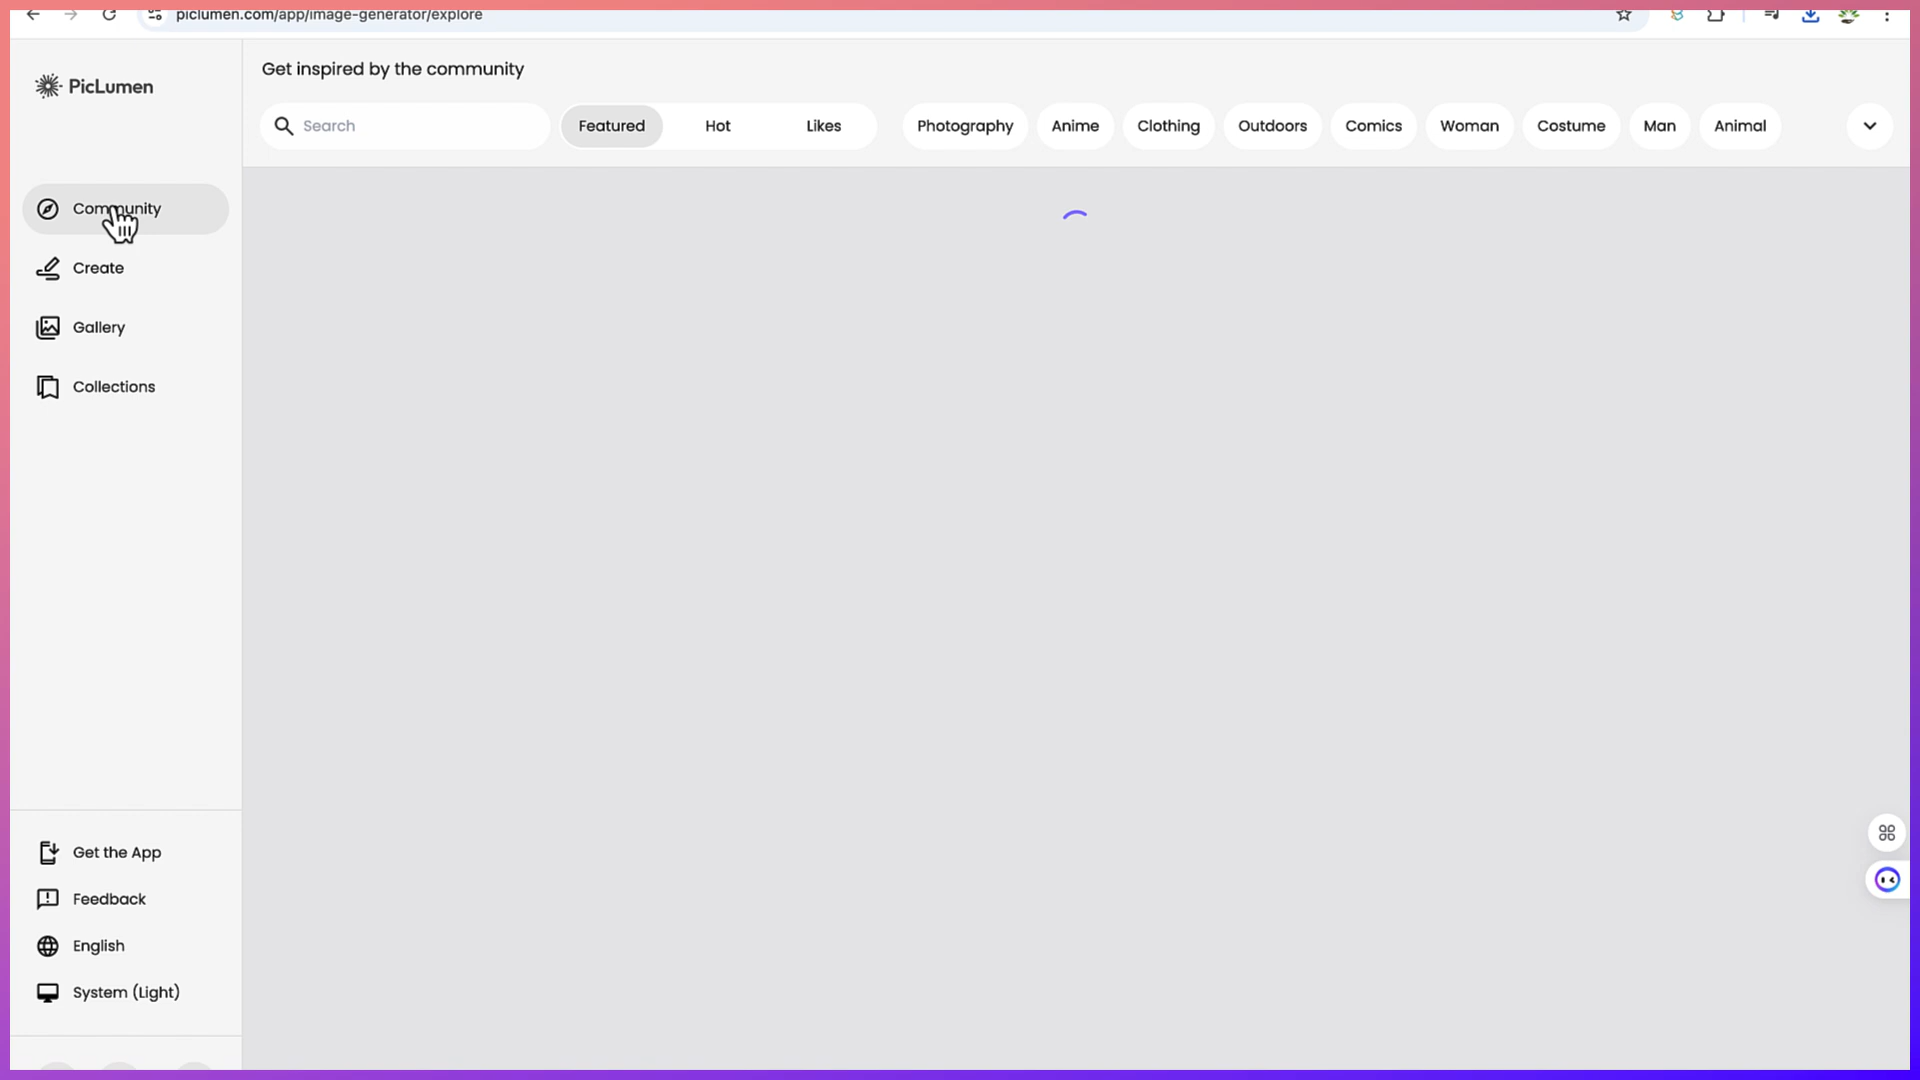 piclumen.com/app/image-generator/explore
PicLumen
Get inspired by the community
Search
Featured
Hot
Likes
Photography
Anime
Clothing
Outdoors
Comics
Woman
Costume
Man
Animal
Community
Create
Gallery
Collections
Get the App
Feedback
English
System (Light)